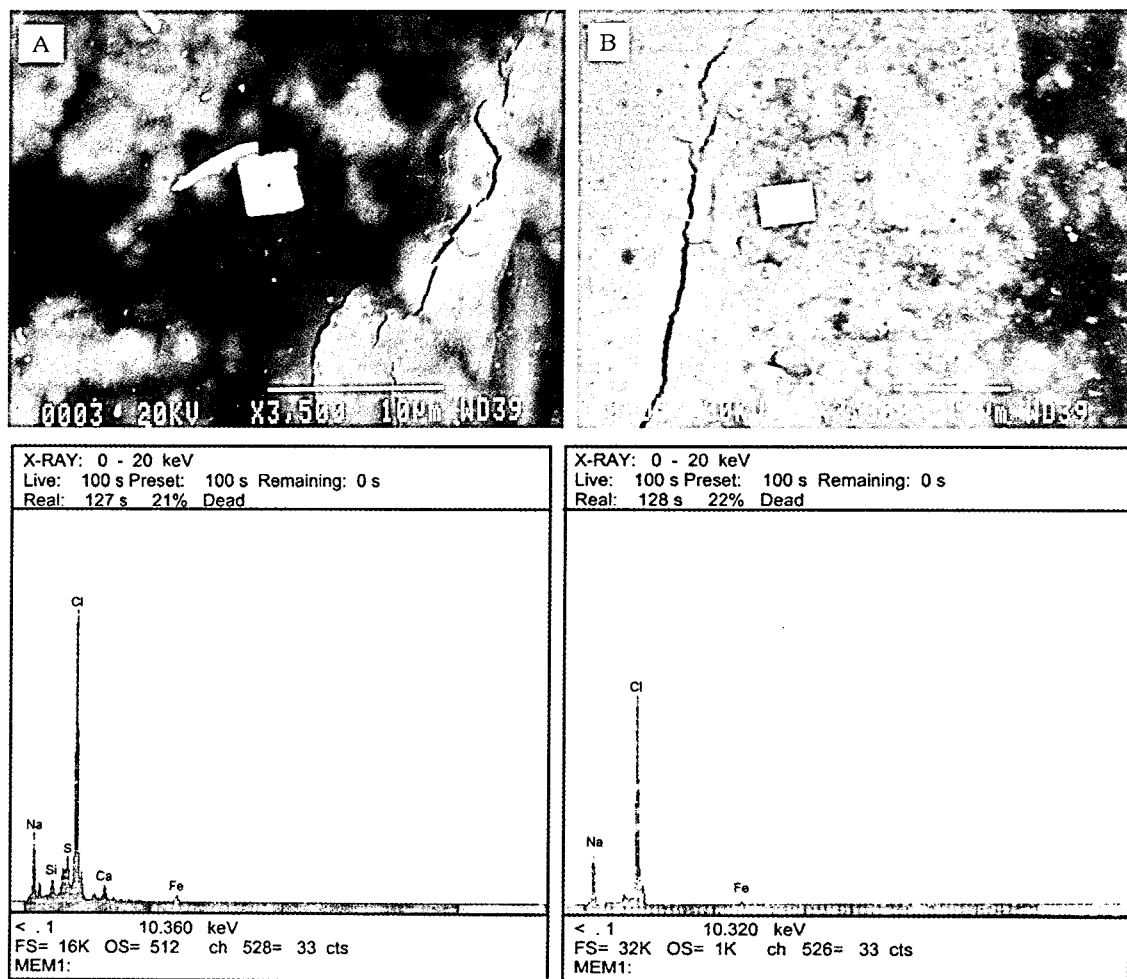 A
0003 20KV X3,500 10μm WD39
B
WD39
X-RAY: 0 - 20 keV
Live: 100 s Preset: 100 s Remaining: 0 s
Real: 127 s 21% Dead
Cl
Na
S
Si
Ca
Fe
< .1 10.360 keV
FS= 16K OS= 512 ch 528= 33 cts
MEM1:
X-RAY: 0 - 20 keV
Live: 100 s Preset: 100 s Remaining: 0 s
Real: 128 s 22% Dead
Cl
Na
Fe
< .1 10.320 keV
FS= 32K OS= 1K ch 526= 33 cts
MEM1: